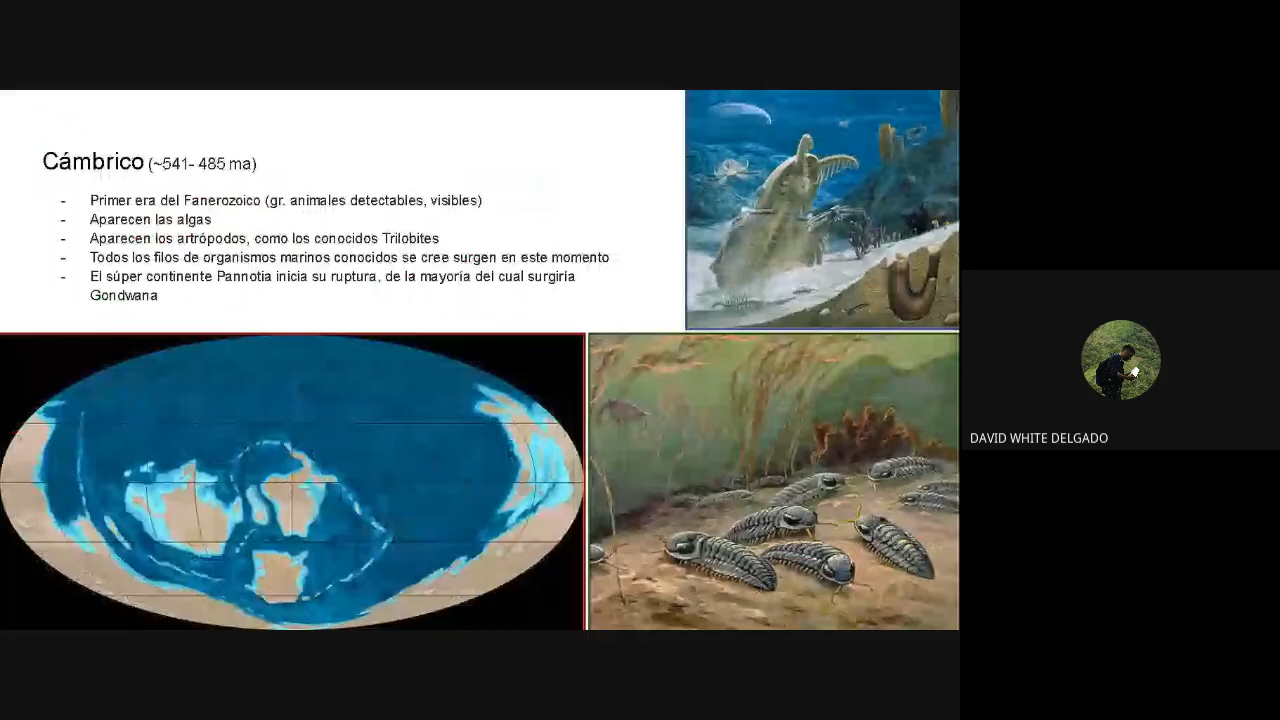 Cámbrico (~541- 485 ma)
- Primer era del Fanerozoico (gr. animales detectables, visibles)
- Aparecen las algas
- Aparecen los artrópodos, como los conocidos Trilobites
- Todos los filos de organismos marinos conocidos se cree surgen en este momento
- El súper continente Pannotia inicia su ruptura, de la mayoría del cual surgiría
Gondwana
DAVID WHITE DELGADO